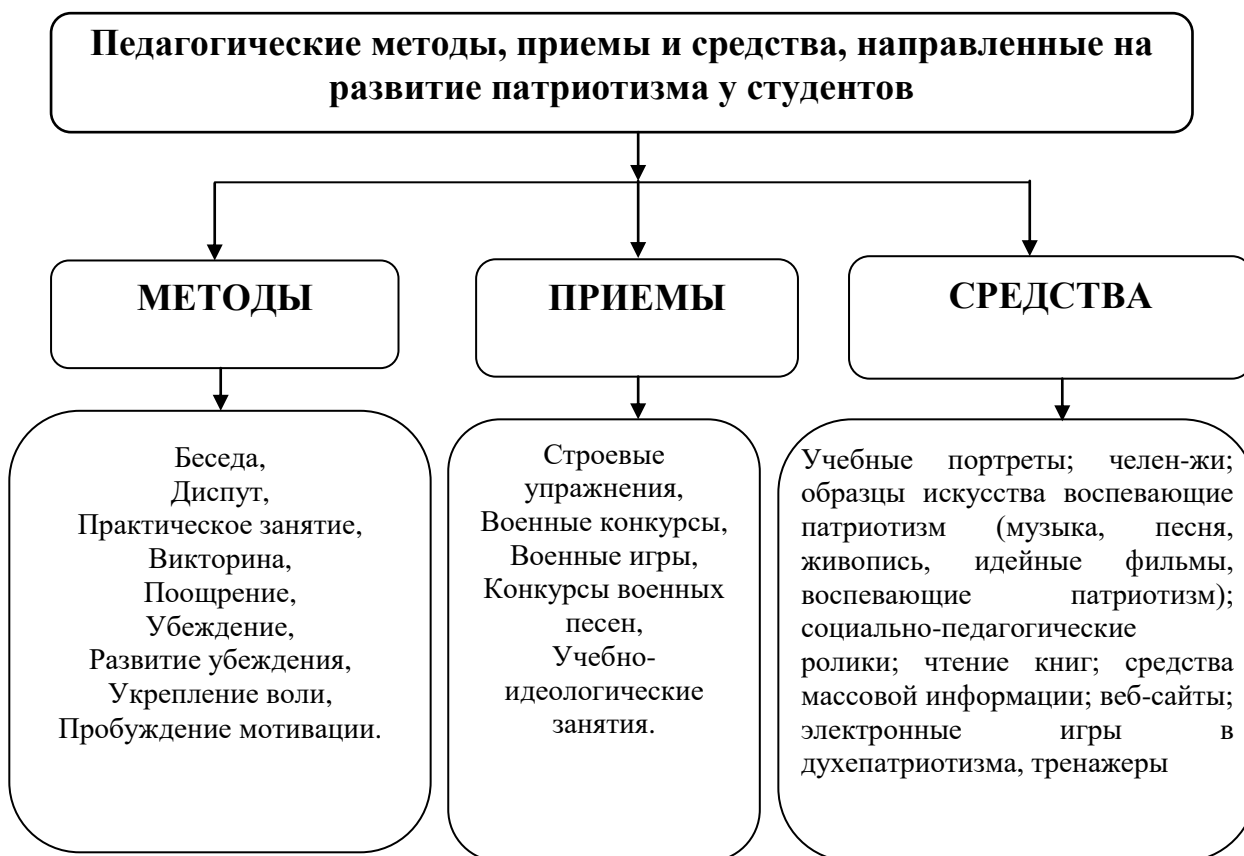 Педагогические методы, приемы и средства, направленные на
развитие патриотизма у студентов
МЕТОДЫ
ПРИЕМЫ
СРЕДСТВА
Беседа,
Диспут,
Практическое занятие,
Викторина,
Поощрение,
Убеждение,
Развитие убеждения,
Укрепление воли,
Пробуждение мотивации.
Строевые
упражнения,
Военные конкурсы,
Военные игры,
Конкурсы военных
песен,
Учебно-
идеологические
занятия.
Учебные портреты; челен-жи;
образцы искусства воспевающие
патриотизм (музыка, песня,
живопись, идейные фильмы,
воспевающие патриотизм);
социально-педагогические
ролики; чтение книг; средства
массовой информации; веб-сайты;
электронные игры в
духепатриотизма, тренажеры